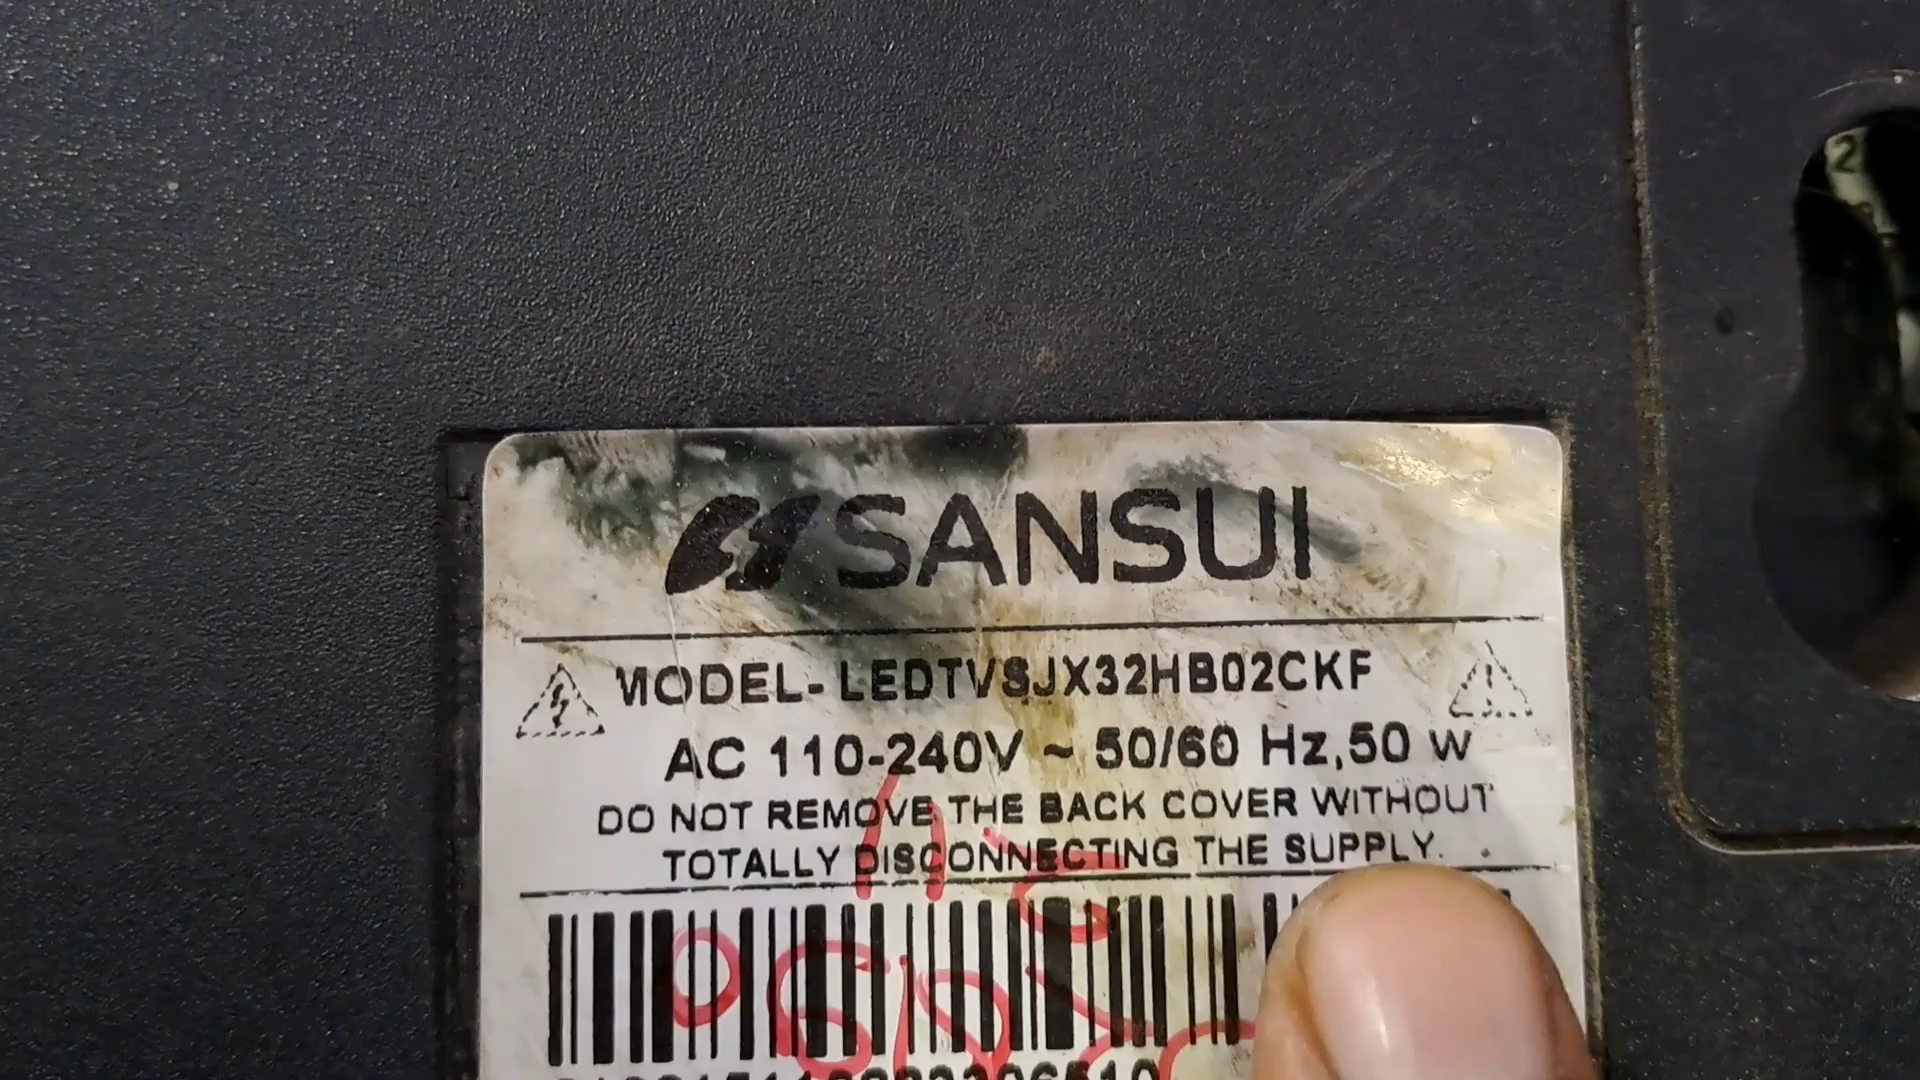 SANSUI
MODEL- LEDTVSJX32HB02CKF
AC 110-240V ~ 50/60 Hz,50 w
DO NOT REMOVE THE BACK COVER WITHOUT
TOTALLY DISCONNECTING THE SUPPLY.